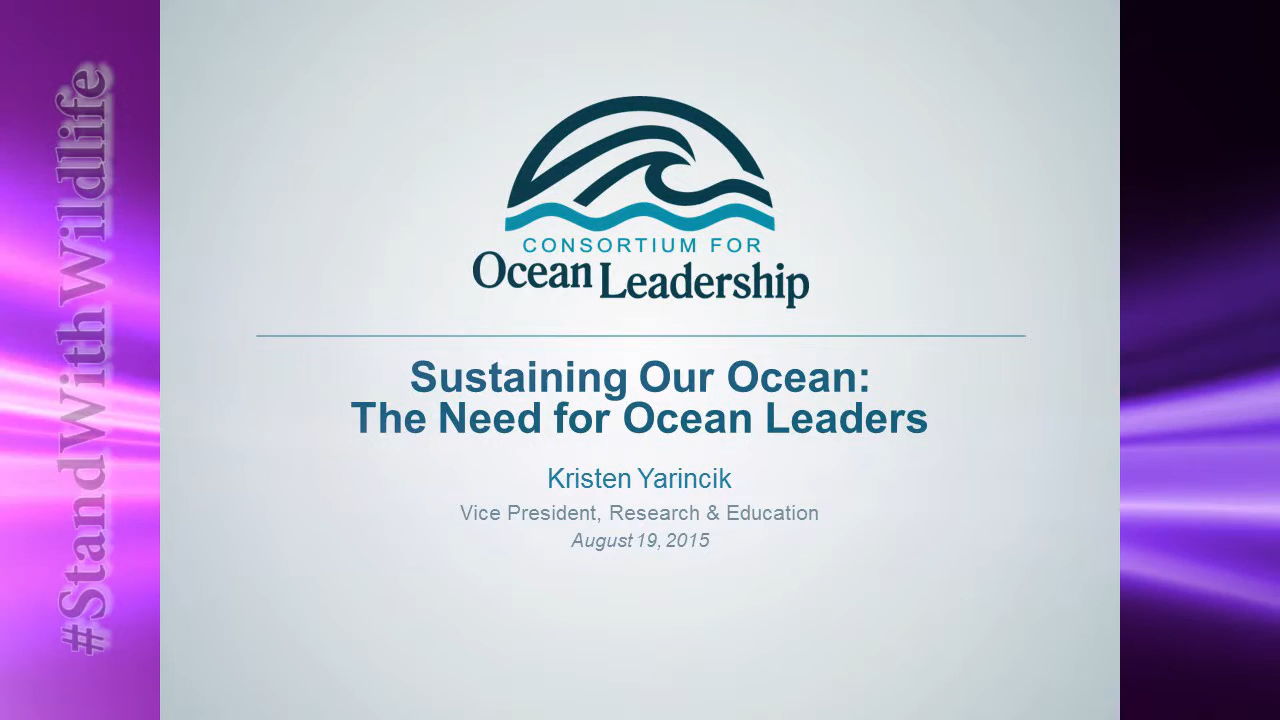 #StandWithWildlife
CONSORTIUM FOR
Ocean Leadership
Sustaining Our Ocean:
The Need for Ocean Leaders
Kristen Yarincik
Vice President, Research & Education
August 19, 2015